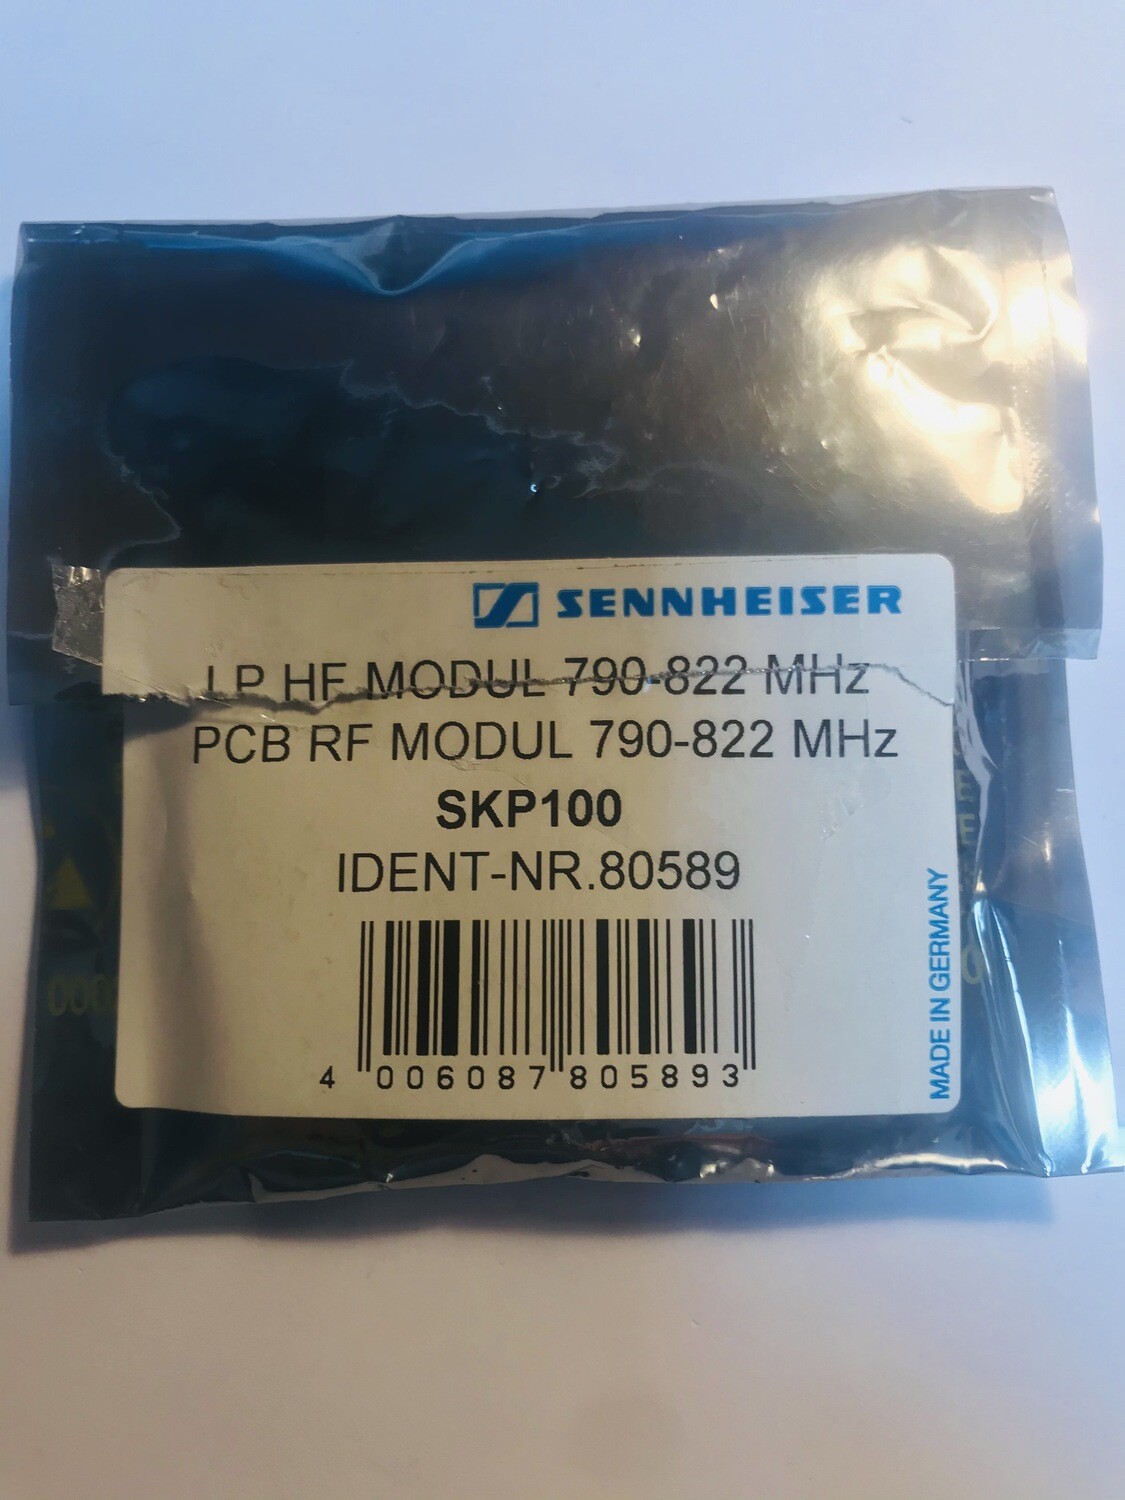 SENNHEISER
LP HF MODUL 790-822 MHz
PCB RF MODUL 790-822 MHz
SKP100
IDENT-NR.80589
4 006087 805893
MADE IN GERMANY